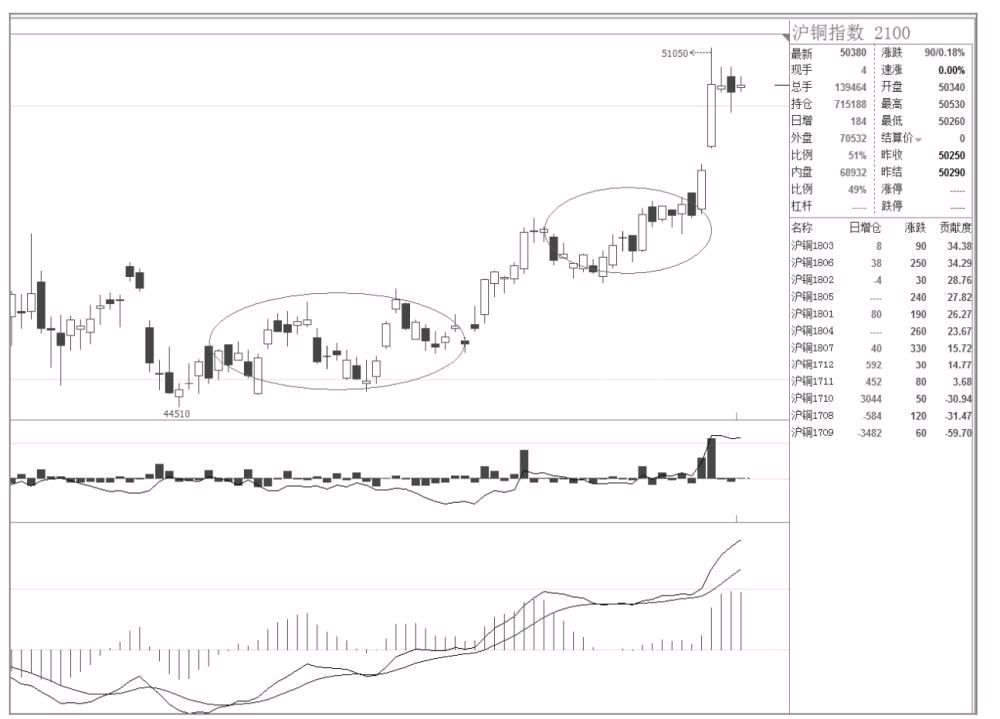 沪铜指数 2100
最新 50380 涨跌 90/0.18%
现手 4 速涨 0.00%
总手 139464 开盘 50340
持仓 715188 最高 50530
日增 184 最低 50260
外盘 70532 结算价 0
比例 51% 昨收 50250
内盘 68932 昨结 50290
比例 49% 涨停 -----
杠杆 ----- 跌停 -----
名称 日增仓 涨跌 贡献度
沪铜1803 8 90 34.38
沪铜1806 38 250 34.29
沪铜1802 -4 30 28.76
沪铜1805 ---- 240 27.82
沪铜1801 80 190 26.27
沪铜1804 ---- 260 23.67
沪铜1807 40 330 15.72
沪铜1712 592 30 14.77
沪铜1711 452 80 3.68
沪铜1710 3044 50 -30.94
沪铜1708 -584 120 -31.47
沪铜1709 -3482 60 -59.70
51050
44510